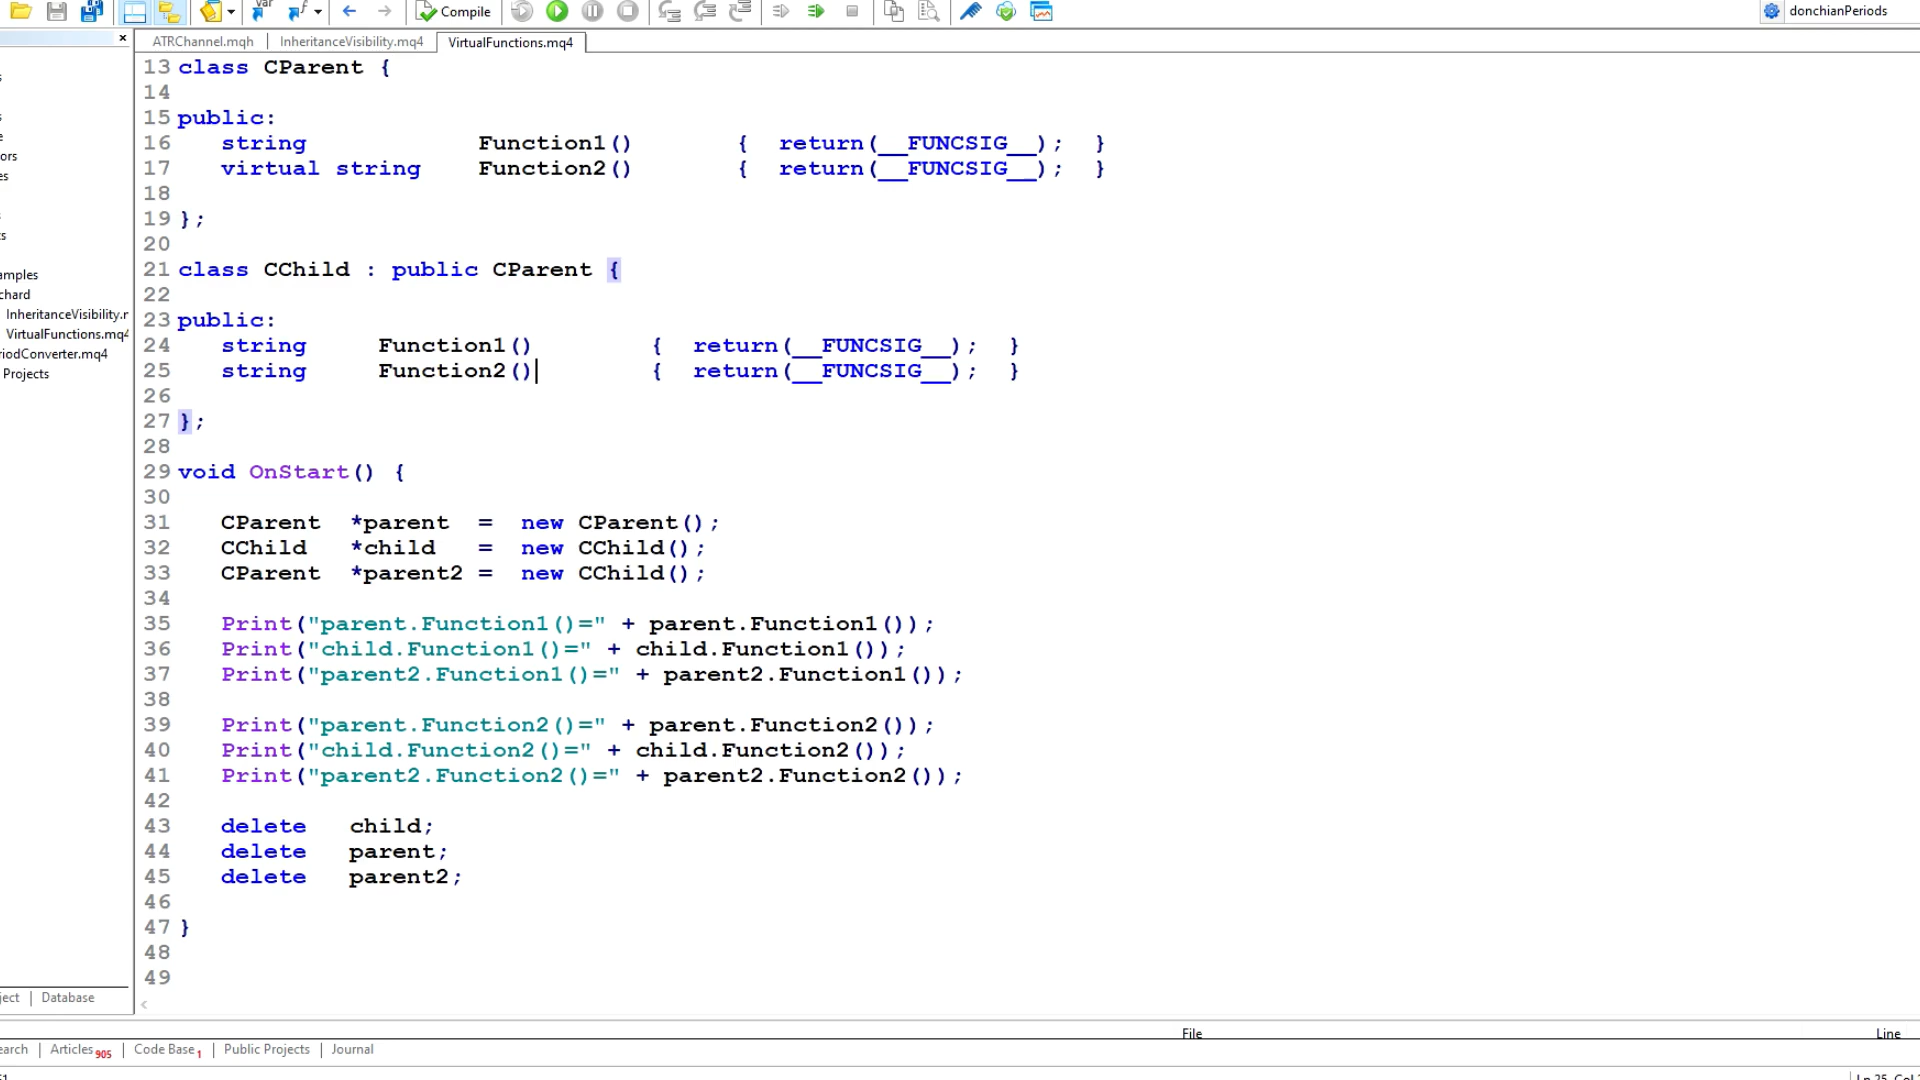 Var
f
Compile
donchianPeriods
ATRChannel.mqh
InheritanceVisibility.mq4
VirtualFunctions.mq4
ors
es
amples
chard
InheritanceVisibility.r
VirtualFunctions.mq4
iodConverter.mq4
Projects
13 class CParent {
14
15 public:
16 string Function1() { return(__FUNCSIG__); }
17 virtual string Function2() { return(__FUNCSIG__); }
18
19 };
20
21 class CChild : public CParent {
22
23 public:
24 string Function1() { return(__FUNCSIG__); }
25 string Function2() { return(__FUNCSIG__); }
26
27 };
28
29 void OnStart() {
30
31 CParent *parent = new CParent();
32 CChild *child = new CChild();
33 CParent *parent2 = new CChild();
34
35 Print("parent.Function1()=" + parent.Function1());
36 Print("child.Function1()=" + child.Function1());
37 Print("parent2.Function1()=" + parent2.Function1());
38
39 Print("parent.Function2()=" + parent.Function2());
40 Print("child.Function2()=" + child.Function2());
41 Print("parent2.Function2()=" + parent2.Function2());
42
43 delete child;
44 delete parent;
45 delete parent2;
46
47 }
48
49
ject | Database
File Line
earch | Articles 905 | Code Base 1 | Public Projects | Journal